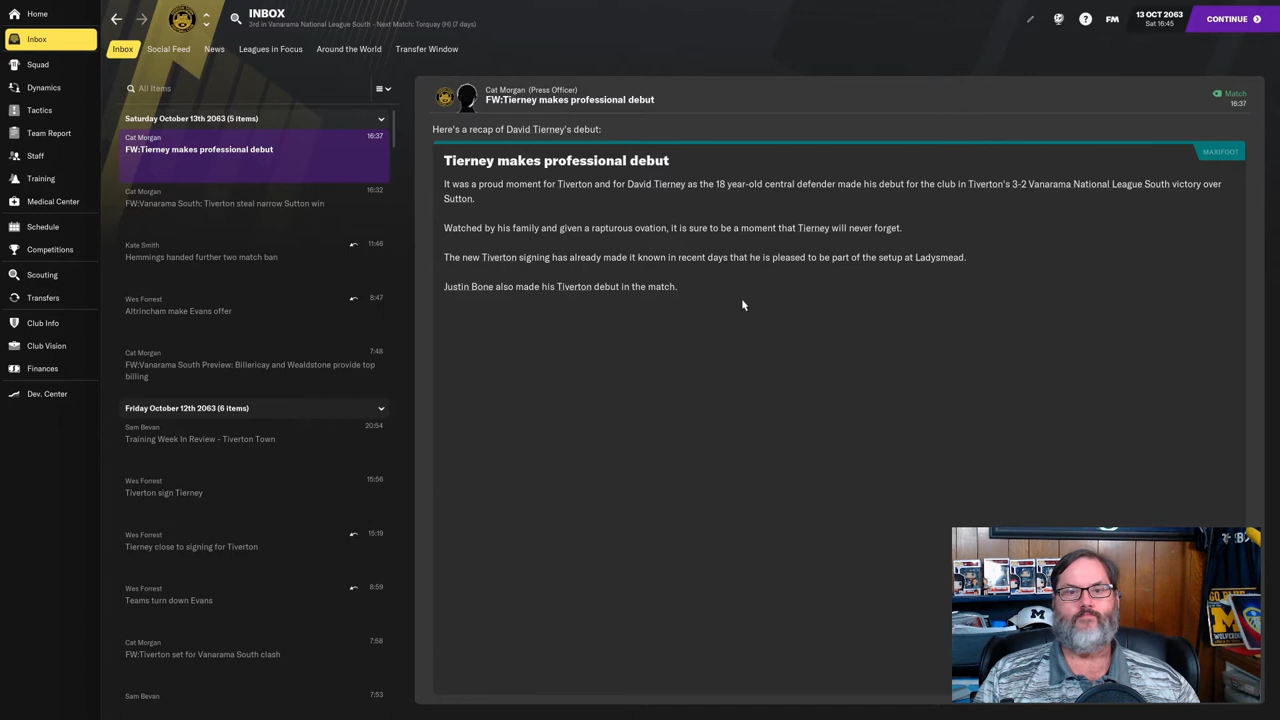 Home
Inbox
Squad
Dynamics
Tactics
Team Report
Staff
Training
Medical Center
Schedule
Competitions
Scouting
Transfers
Club Info
Club Vision
Finances
Dev. Center
INBOX
3rd in Vanarama National League South - Next Match: Torquay (H) (7 days)
FM
13 OCT 2063
Sat 16:45
CONTINUE
Inbox
Social Feed
News
Leagues in Focus
Around the World
Transfer Window
All Items
Saturday October 13th 2063 (5 items)
Cat Morgan
16:37
FW:Tierney makes professional debut
Cat Morgan
16:32
FW:Vanarama South: Tiverton steal narrow Sutton win
Kate Smith
11:46
Hemmings handed further two match ban
Wes Forrest
8:47
Altrincham make Evans offer
Cat Morgan
7:48
FW:Vanarama South Preview: Billericay and Wealdstone provide top
billing
Friday October 12th 2063 (6 items)
Sam Bevan
20:54
Training Week In Review - Tiverton Town
Wes Forrest
15:56
Tiverton sign Tierney
Wes Forrest
15:19
Tierney close to signing for Tiverton
Wes Forrest
8:59
Teams turn down Evans
Cat Morgan
7:58
FW:Tiverton set for Vanarama South clash
Sam Bevan
7:53
Cat Morgan (Press Officer)
FW:Tierney makes professional debut
Match
16:37
Here's a recap of David Tierney's debut:
MAXIFOOT
Tierney makes professional debut
It was a proud moment for Tiverton and for David Tierney as the 18 year-old central defender made his debut for the club in Tiverton's 3-2 Vanarama National League South victory over
Sutton.
Watched by his family and given a rapturous ovation, it is sure to be a moment that Tierney will never forget.
The new Tiverton signing has already made it known in recent days that he is pleased to be part of the setup at Ladysmead.
Justin Bone also made his Tiverton debut in the match.
GO BLUE
M
M
WOLVERINES